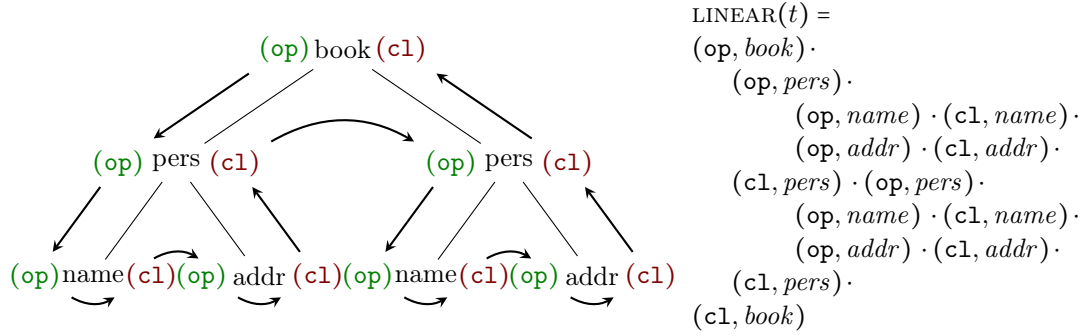 (op) book (cl)
(op) pers (cl) (op) pers (cl)
(op) name (cl) (op) addr (cl) (op) name (cl) (op) addr (cl)
LINEAR(t) =
(op, book)·
(op, pers)·
(op, name)·(cl, name)·
(op, addr)·(cl, addr)·
(cl, pers)·(op, pers)·
(op, name)·(cl, name)·
(op, addr)·(cl, addr)·
(cl, pers)·
(cl, book)